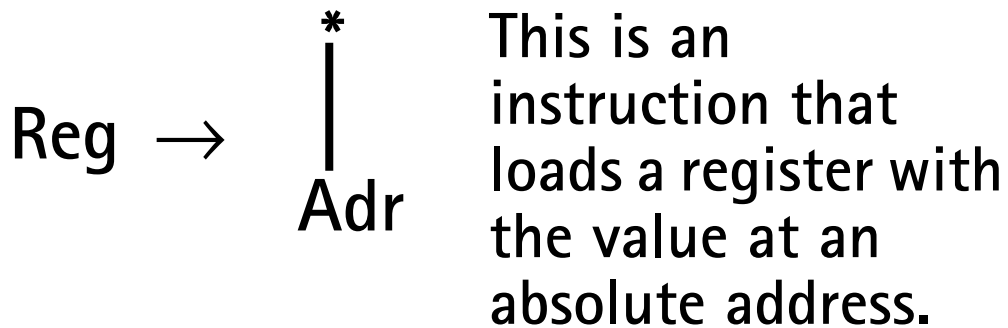 *
Reg →
Adr
This is an
instruction that
loads a register with
the value at an
absolute address.